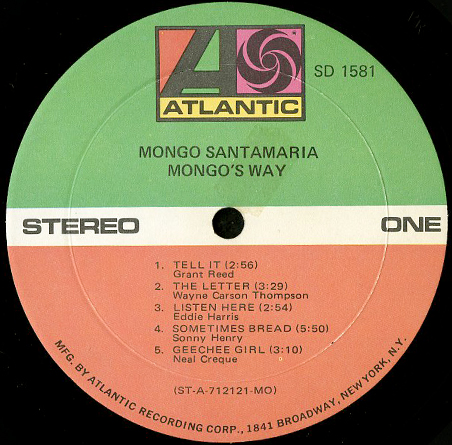 ATLANTIC
SD 1581
MONGO SANTAMARIA
MONGO'S WAY
STEREO
ONE
1. TELL IT (2:56)
Grant Reed
2. THE LETTER (3:29)
Wayne Carson Thompson
3. LISTEN HERE (2:54)
Eddie Harris
4. SOMETIMES BREAD (5:50)
Sonny Henry
5. GEECHEE GIRL (3:10)
Neal Creque
(ST-A-712121-MO)
MFG. BY ATLANTIC RECORDING CORP., 1841 BROADWAY, NEW YORK, N.Y.